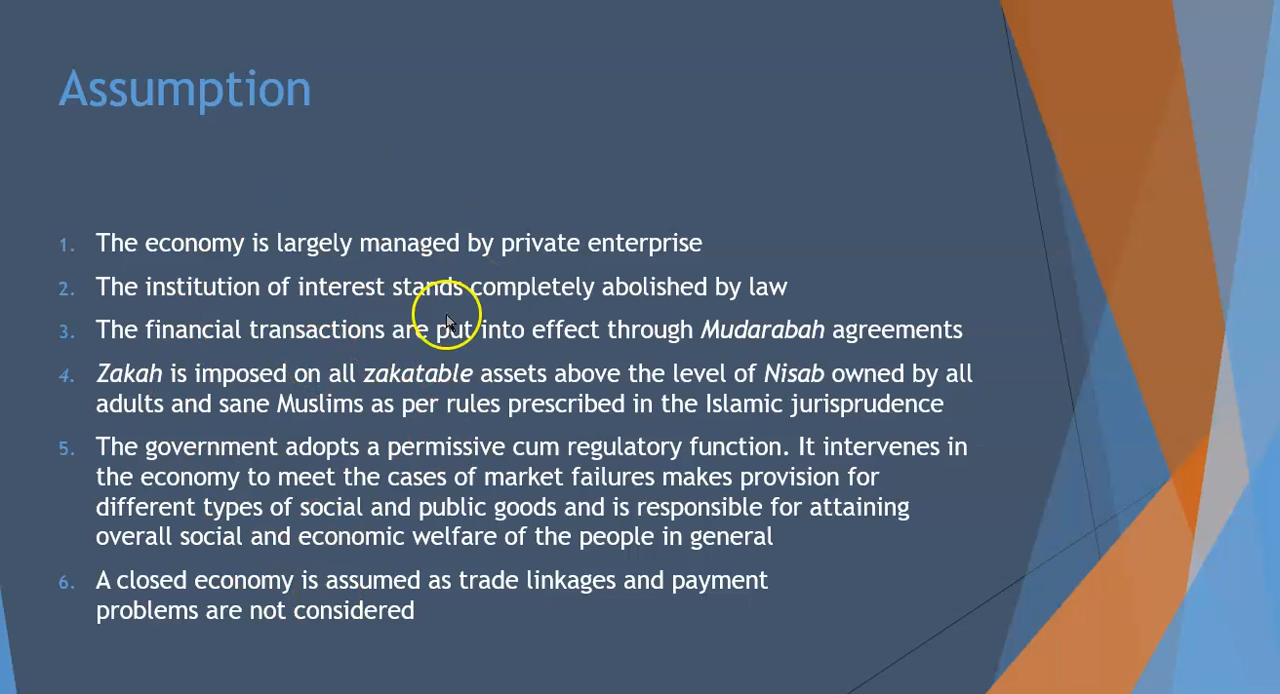 Assumption
1. The economy is largely managed by private enterprise
2. The institution of interest stands completely abolished by law
3. The financial transactions are put into effect through Mudarabah agreements
4. Zakah is imposed on all zakatable assets above the level of Nisab owned by all
adults and sane Muslims as per rules prescribed in the Islamic jurisprudence
5. The government adopts a permissive cum regulatory function. It intervenes in
the economy to meet the cases of market failures makes provision for
different types of social and public goods and is responsible for attaining
overall social and economic welfare of the people in general
6. A closed economy is assumed as trade linkages and payment
problems are not considered